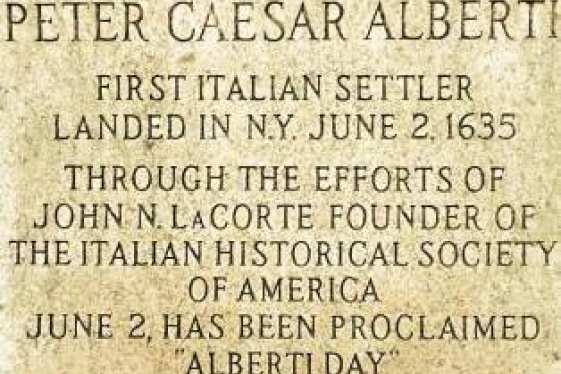 PETER CAESAR ALBERTI
FIRST ITALIAN SETTLER
LANDED IN N.Y. JUNE 2, 1635
THROUGH THE EFFORTS OF
JOHN N. LACORTE FOUNDER OF
THE ITALIAN HISTORICAL SOCIETY
OF AMERICA
JUNE 2, HAS BEEN PROCLAIMED
"ALBERTI DAY"